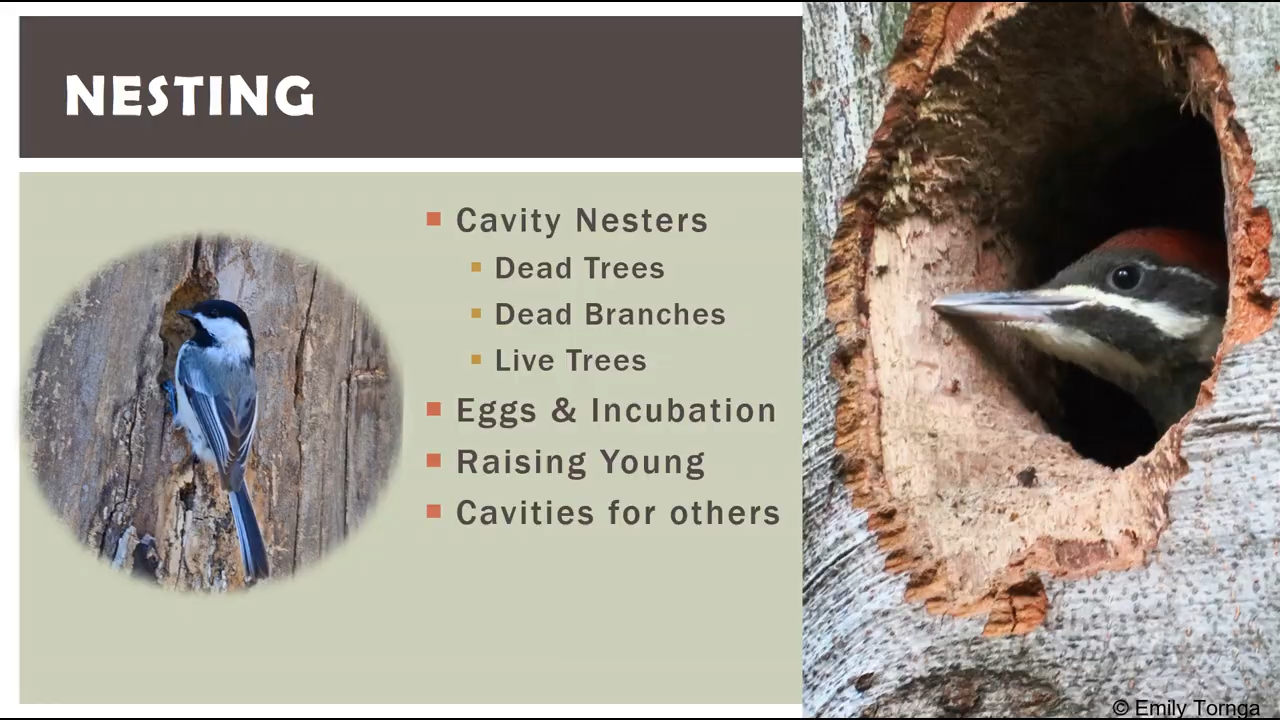 NESTING
Cavity Nesters
Dead Trees
Dead Branches
Live Trees
Eggs & Incubation
Raising Young
Cavities for others
© Emily Tornga